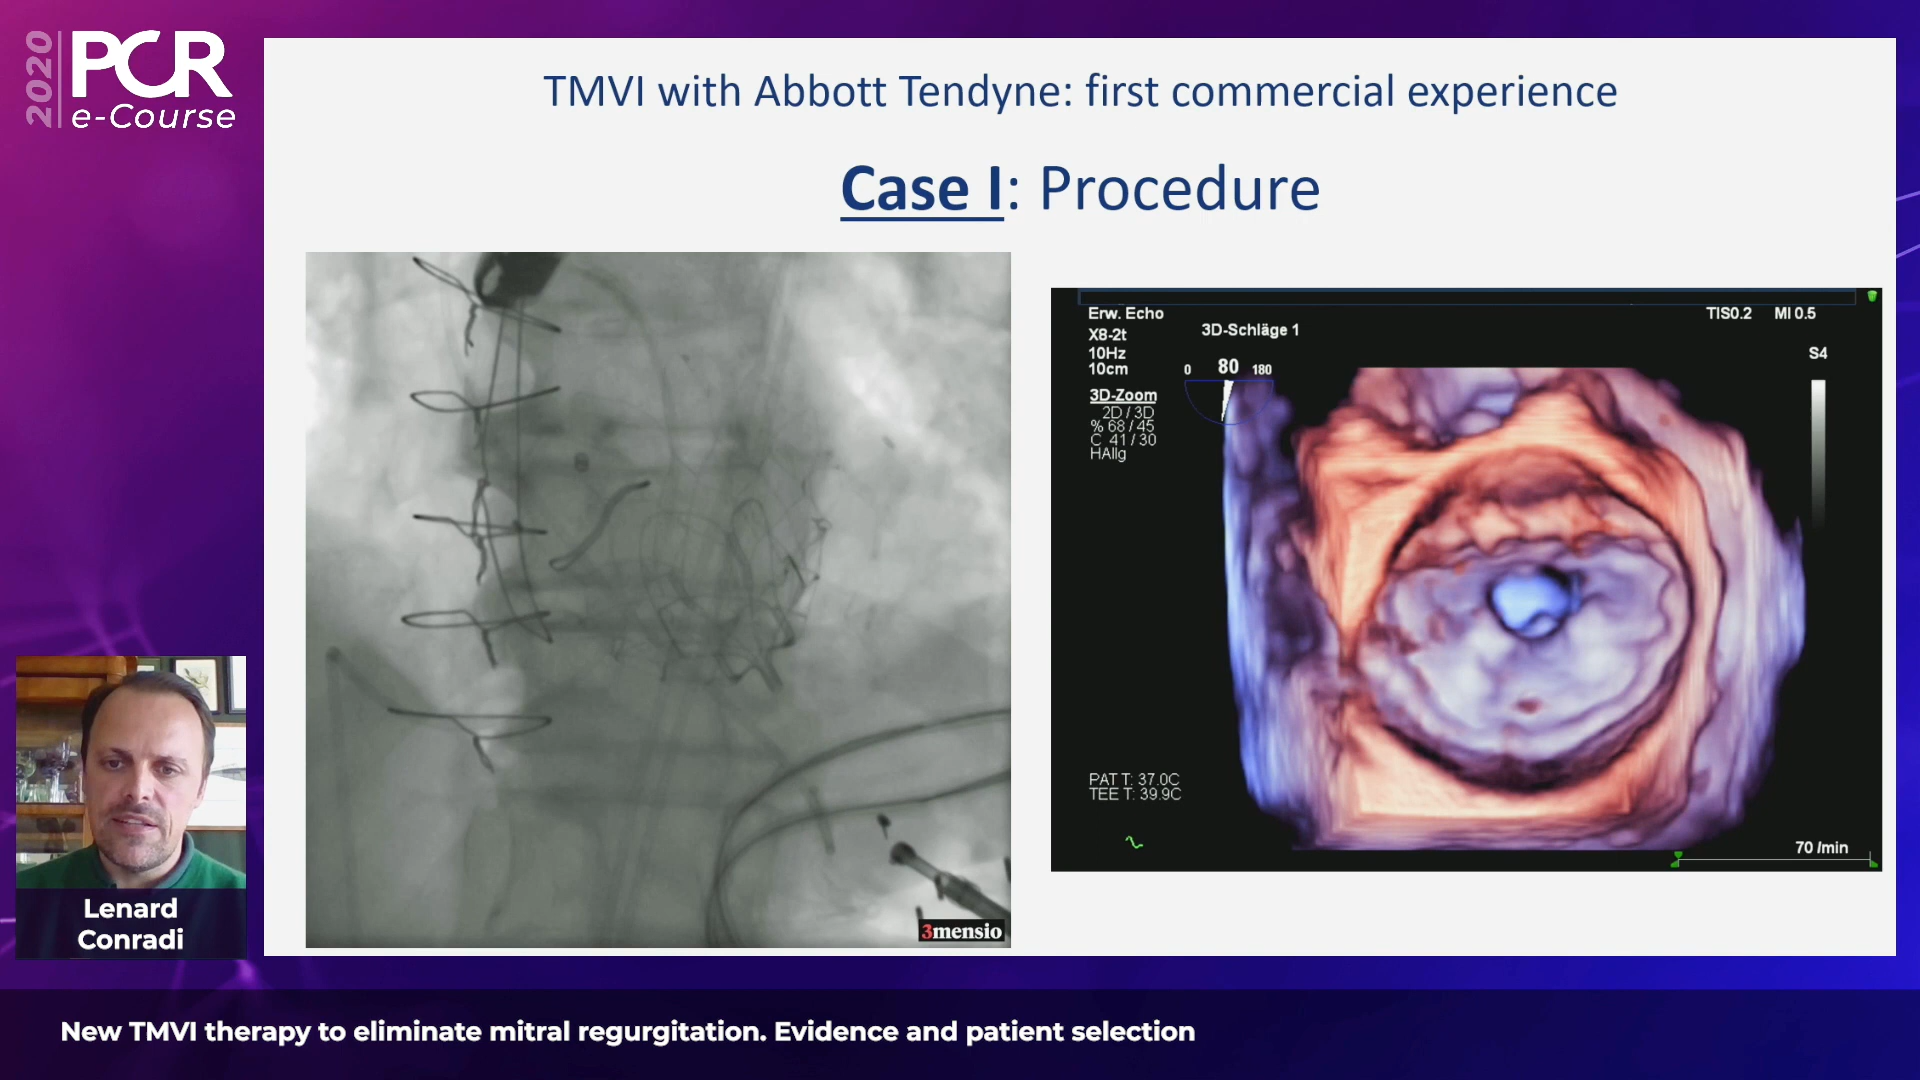 2020
PCR
e-Course
TMVI with Abbott Tendyne: first commercial experience
Case I: Procedure
3mensio
Erw. Echo
X8-2t
10Hz
10cm
3D-Zoom
2D / 3D
% 68 / 45
C 41 / 30
HAllg
3D-Schläge 1
0 80 180
TIS0.2 MI 0.5
S4
PAT T: 37.0C
TEE T: 39.9C
70 /min
Lenard
Conradi
New TMVI therapy to eliminate mitral regurgitation. Evidence and patient selection